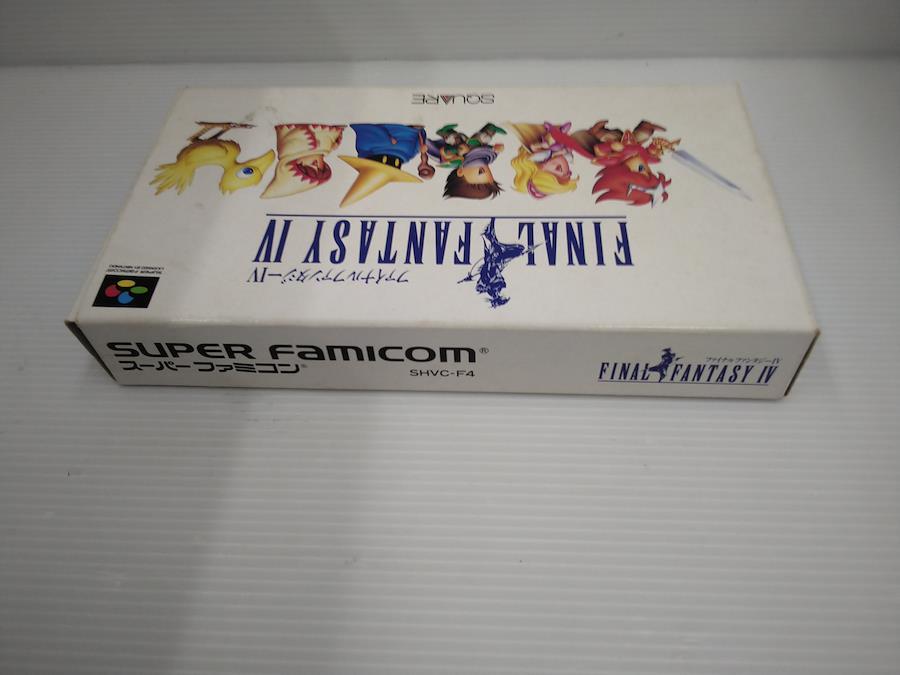 SQUARE
FINAL FANTASY IV
ファイナルファンタジーIV
SUPER FAMICOM
LICENSED BY NINTENDO
SUPER FAMICOM®
スーパーファミコン®
SHVC-F4
ファイナルファンタジーIV
FINAL FANTASY IV